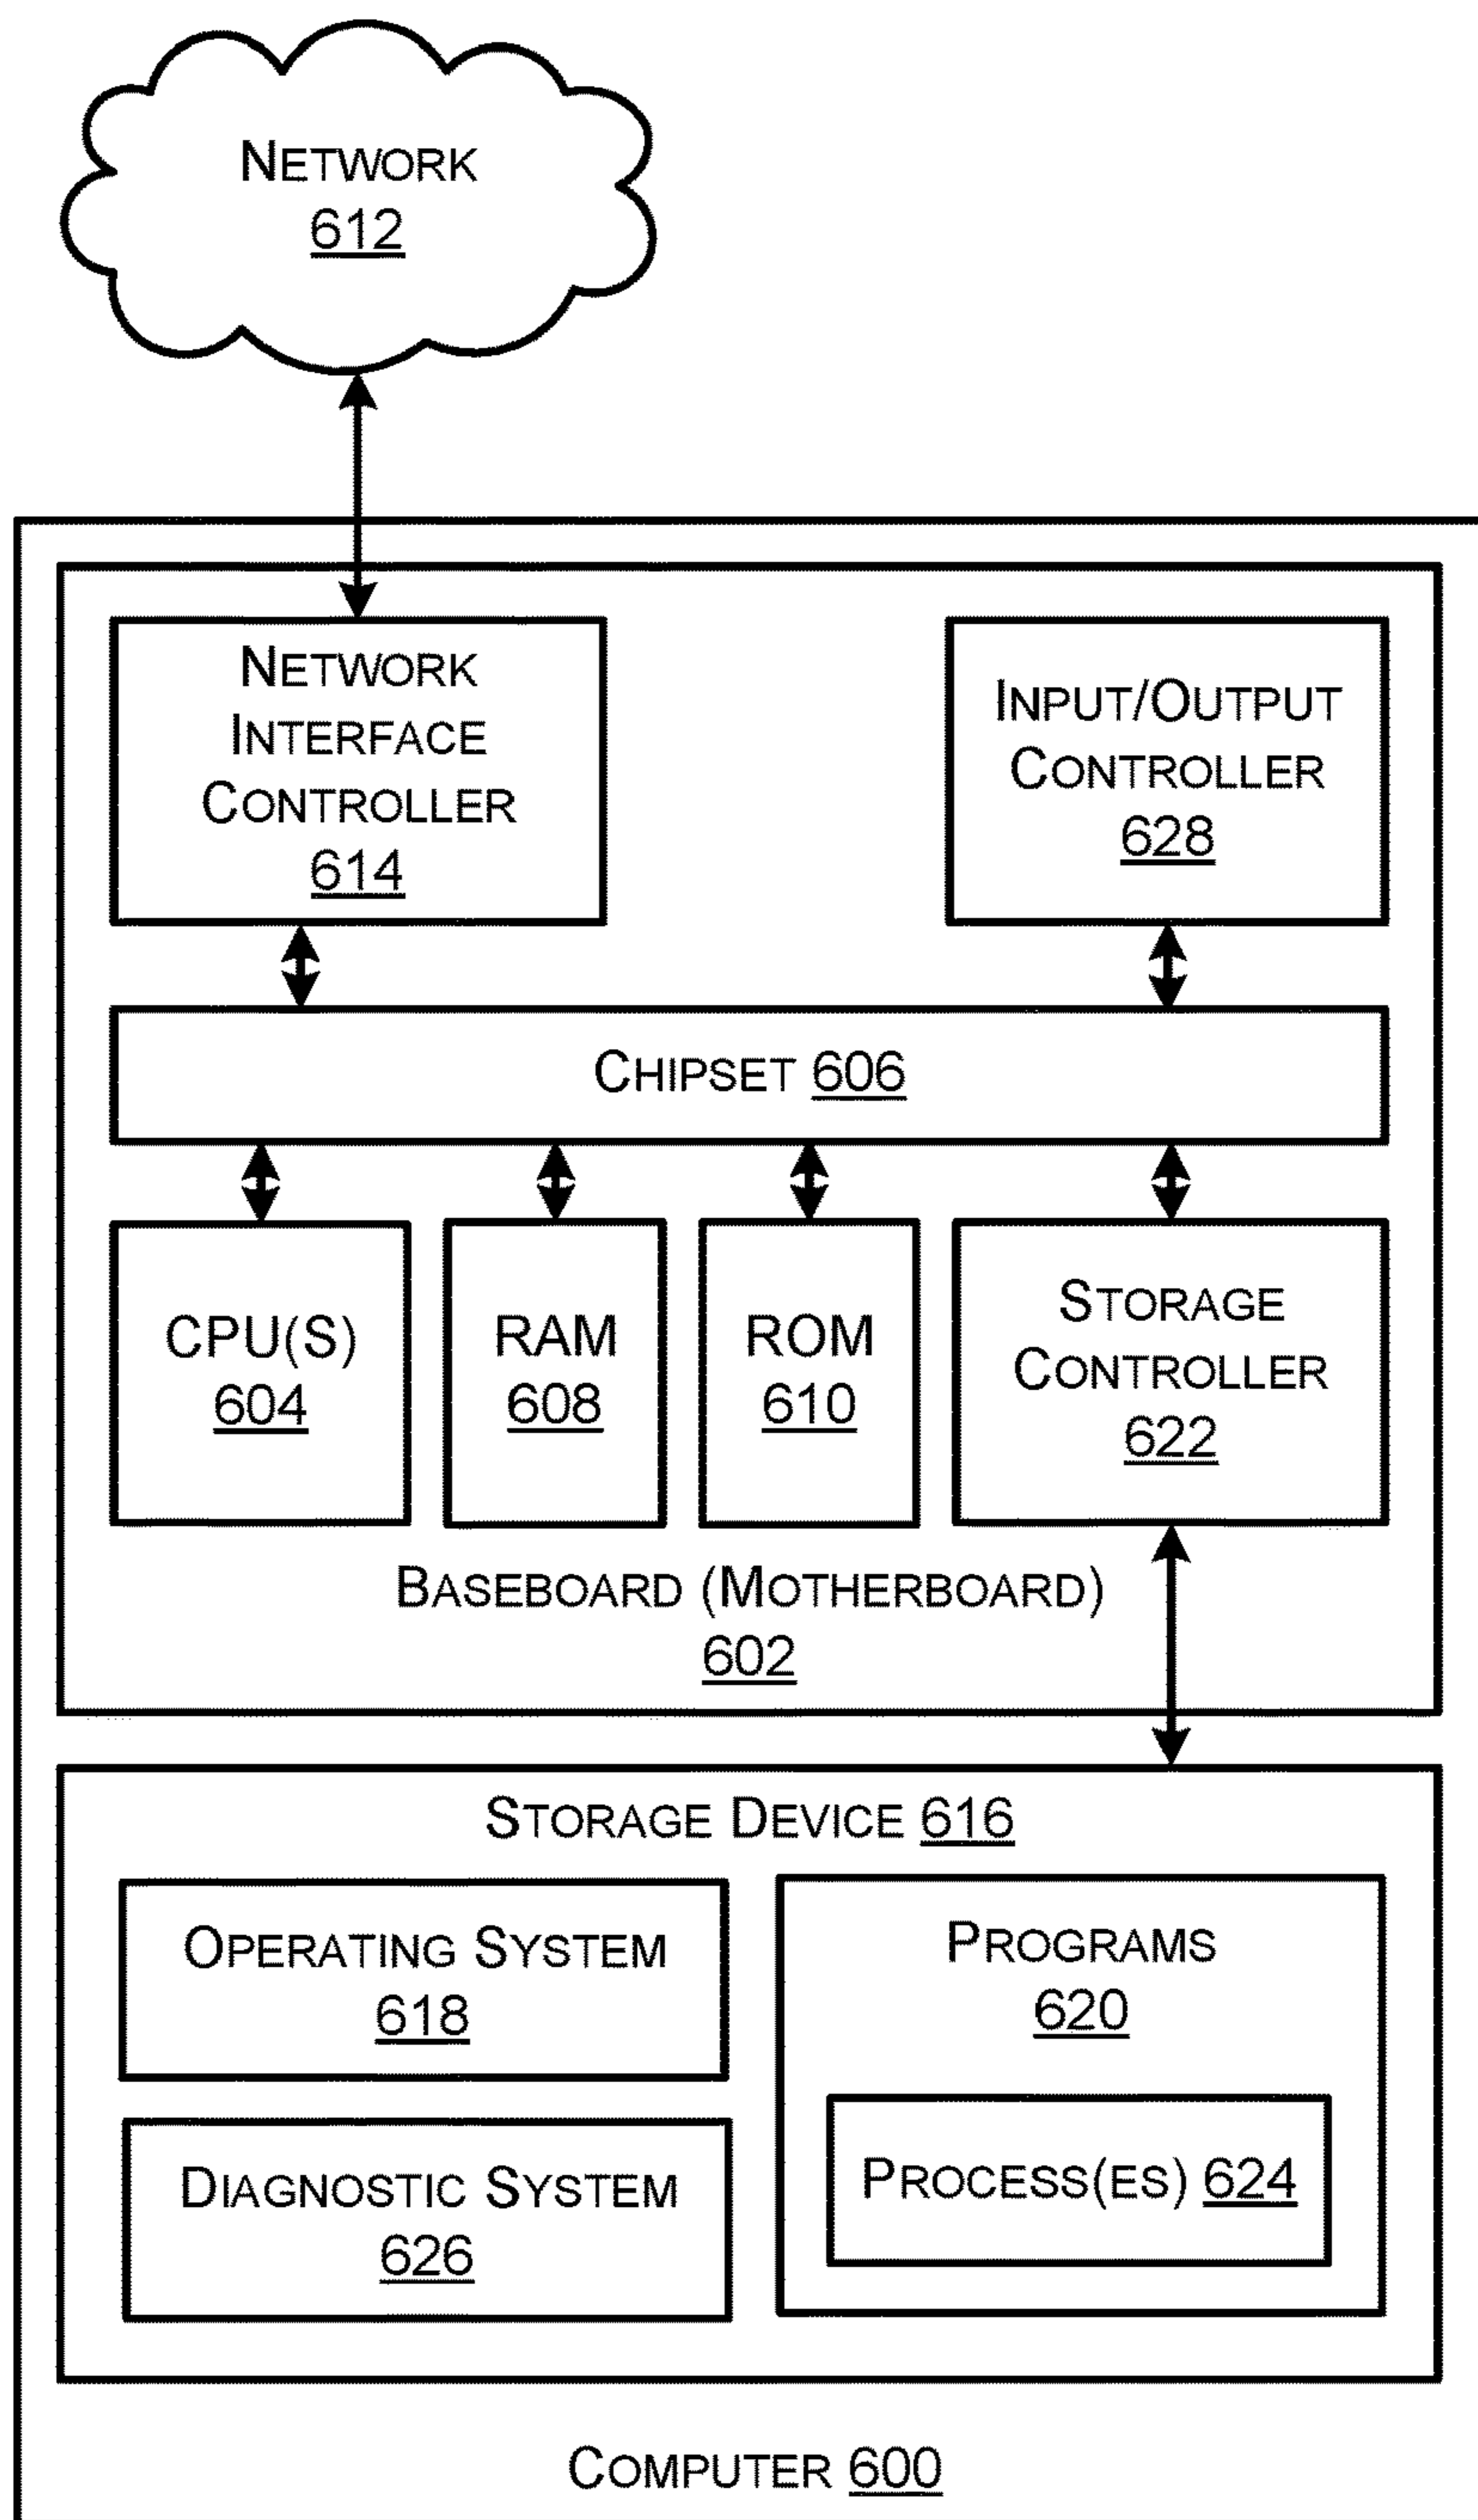 NETWORK
612
NETWORK
INTERFACE
CONTROLLER
614
INPUT/OUTPUT
CONTROLLER
628
CHIPSET 606
CPU(S)
604
RAM
608
ROM
610
STORAGE
CONTROLLER
622
BASEBOARD (MOTHERBOARD)
602
STORAGE DEVICE 616
OPERATING SYSTEM
618
DIAGNOSTIC SYSTEM
626
PROGRAMS
620
PROCESS(ES) 624
COMPUTER 600